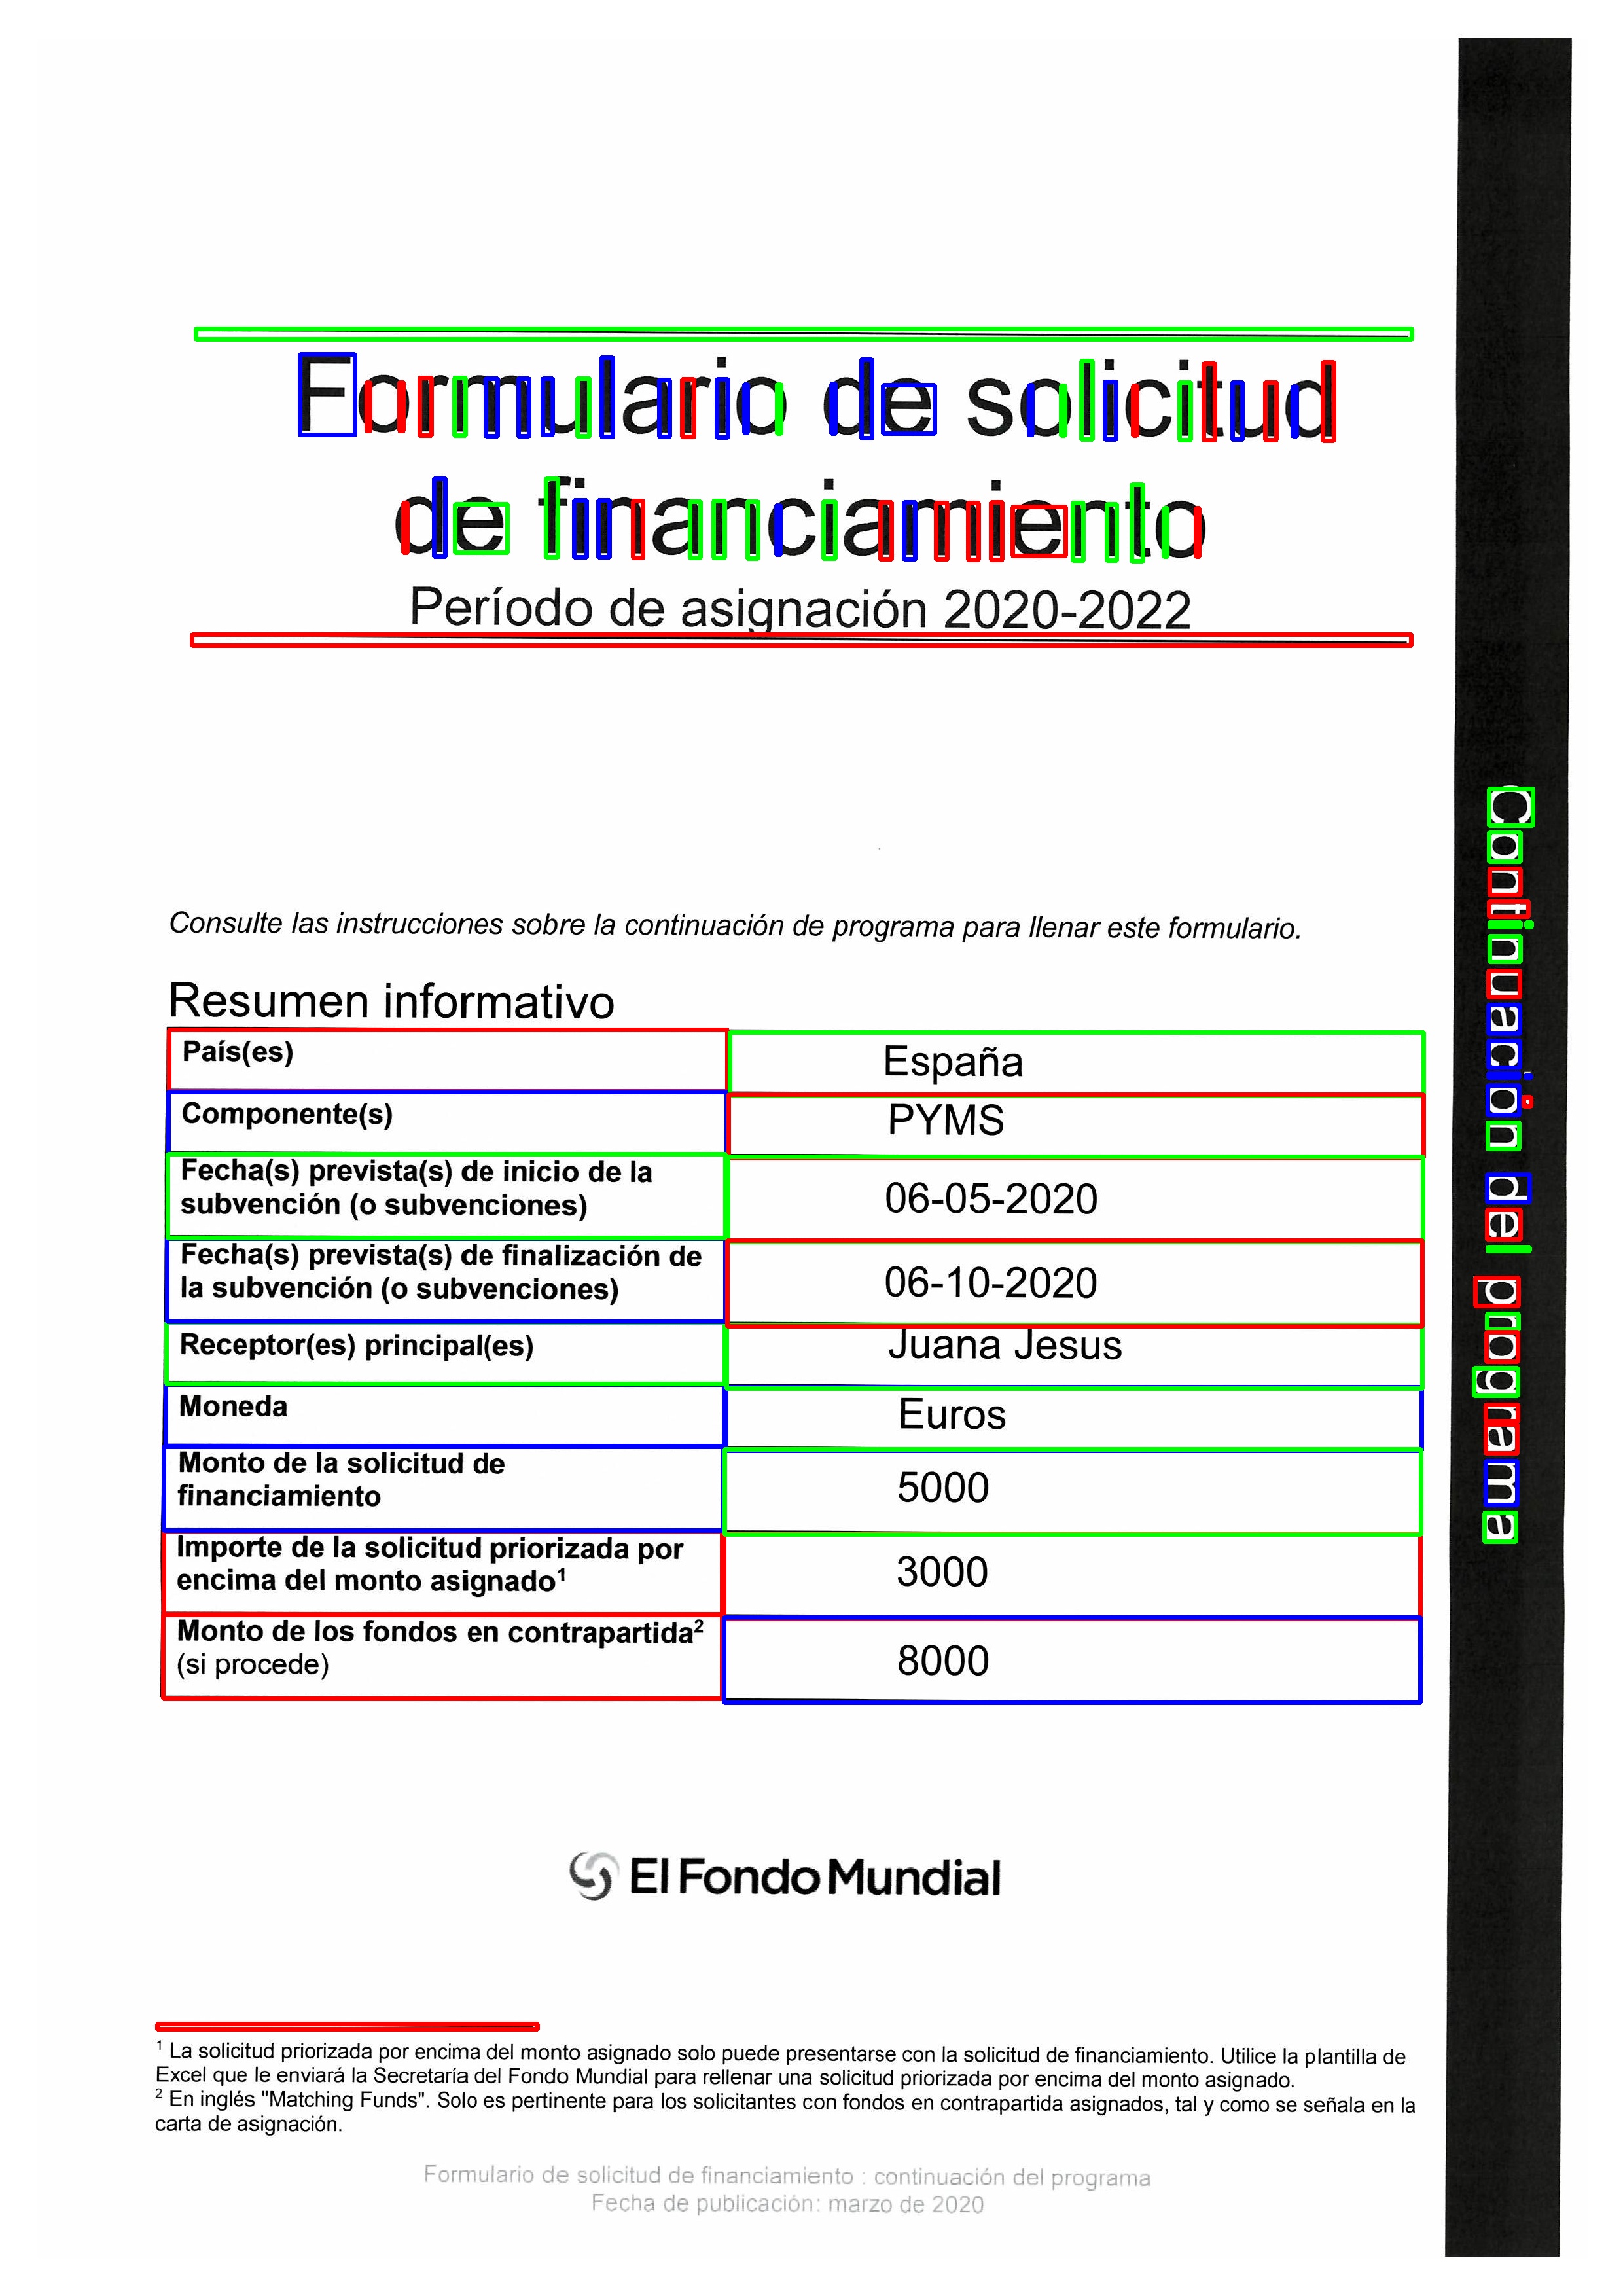 Formulario de solicitud
de financiamiento
Período de asignación 2020-2022
Continuación del programa
Consulte las instrucciones sobre la continuación de programa para llenar este formulario.
Resumen informativo
País(es) España
Componente(s) PYMS
Fecha(s) prevista(s) de inicio de la
subvención (o subvenciones) 06-05-2020
Fecha(s) prevista(s) de finalización de
la subvención (o subvenciones) 06-10-2020
Receptor(es) principal(es) Juana Jesus
Moneda Euros
Monto de la solicitud de
financiamiento 5000
Importe de la solicitud priorizada por
encima del monto asignado¹ 3000
Monto de los fondos en contrapartida²
(si procede) 8000
El Fondo Mundial
¹ La solicitud priorizada por encima del monto asignado solo puede presentarse con la solicitud de financiamiento. Utilice la plantilla de
Excel que le enviará la Secretaría del Fondo Mundial para rellenar una solicitud priorizada por encima del monto asignado.
² En inglés "Matching Funds". Solo es pertinente para los solicitantes con fondos en contrapartida asignados, tal y como se señala en la
carta de asignación.
Formulario de solicitud de financiamiento : continuación del programa
Fecha de publicación: marzo de 2020